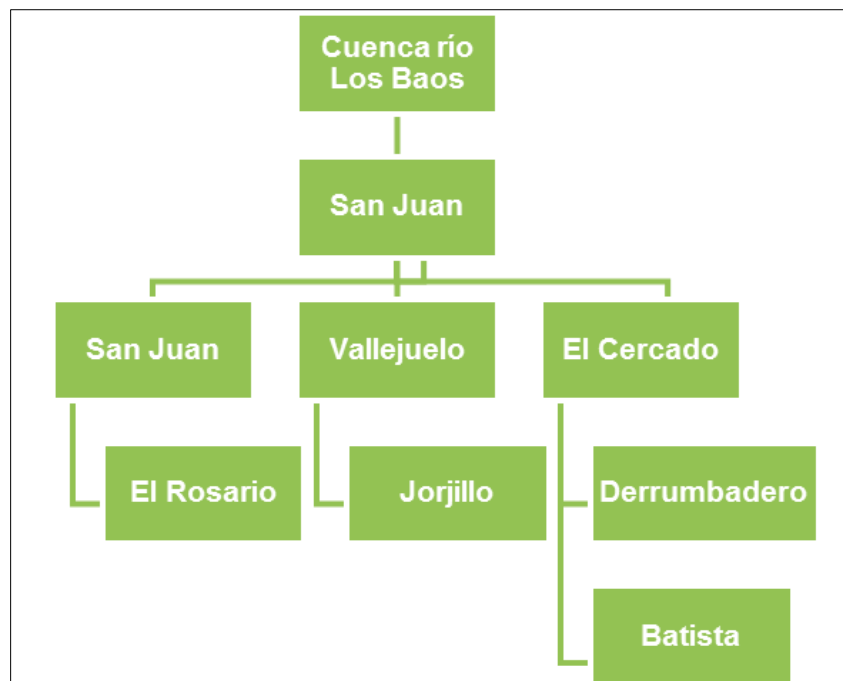 Cuenca río
Los Baos
San Juan
San Juan
Vallejuelo
El Cercado
El Rosario
Jorjillo
Derrumbadero
Batista